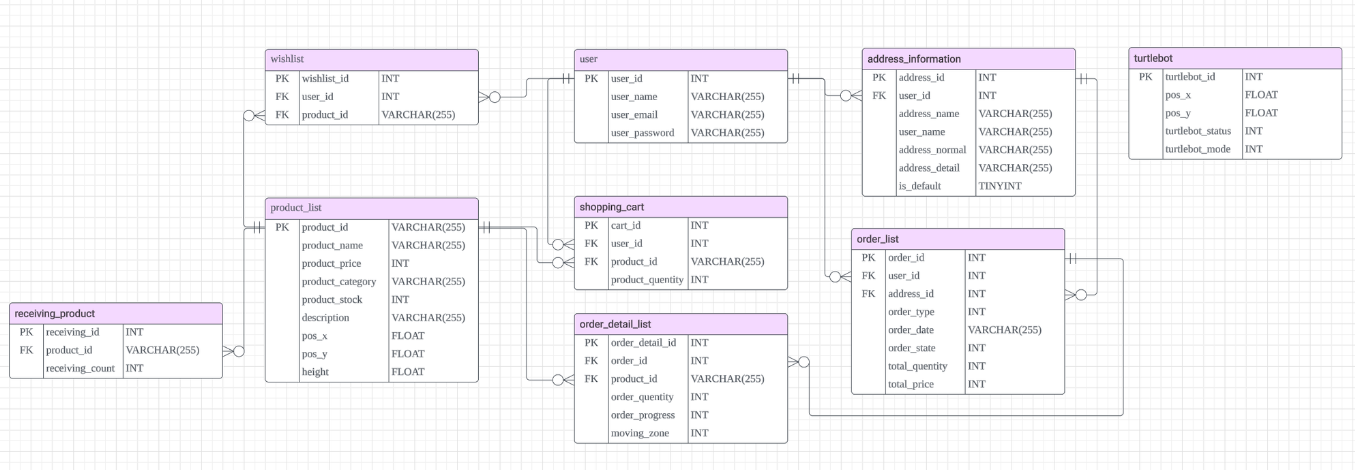 wishlist
PK wishlist_id INT
FK user_id INT
FK product_id VARCHAR(255)
user
PK user_id INT
user_name VARCHAR(255)
user_email VARCHAR(255)
user_password VARCHAR(255)
address_information
PK address_id INT
FK user_id INT
address_name VARCHAR(255)
user_name VARCHAR(255)
address_normal VARCHAR(255)
address_detail VARCHAR(255)
is_default TINYINT
turtlebot
PK turtlebot_id INT
pos_x FLOAT
pos_y FLOAT
turtlebot_status INT
turtlebot_mode INT
product_list
PK product_id VARCHAR(255)
product_name VARCHAR(255)
product_price INT
product_category VARCHAR(255)
product_stock INT
description VARCHAR(255)
pos_x FLOAT
pos_y FLOAT
height FLOAT
shopping_cart
PK cart_id INT
FK user_id INT
FK product_id VARCHAR(255)
product_quentity INT
order_list
PK order_id INT
FK user_id INT
FK address_id INT
order_type INT
order_date VARCHAR(255)
order_state INT
total_quentity INT
total_price INT
receiving_product
PK receiving_id INT
FK product_id VARCHAR(255)
receiving_count INT
order_detail_list
PK order_detail_id INT
FK order_id INT
FK product_id VARCHAR(255)
order_quentity INT
order_progress INT
moving_zone INT